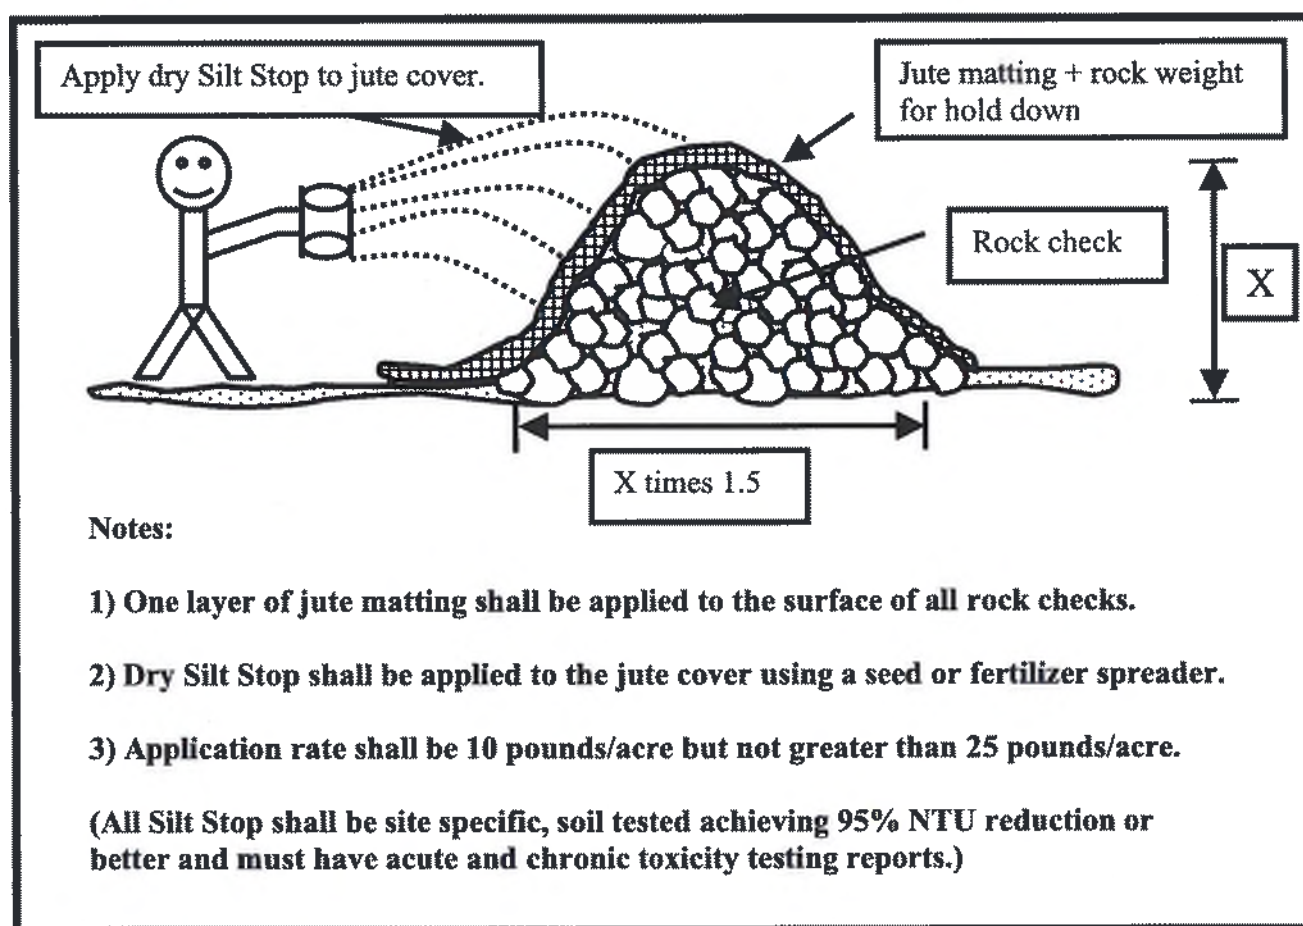 Apply dry Silt Stop to jute cover.
Jute matting + rock weight
for hold down
Rock check
X
X times 1.5
Notes:
1) One layer of jute matting shall be applied to the surface of all rock checks.
2) Dry Silt Stop shall be applied to the jute cover using a seed or fertilizer spreader.
3) Application rate shall be 10 pounds/acre but not greater than 25 pounds/acre.
(All Silt Stop shall be site specific, soil tested achieving 95% NTU reduction or
better and must have acute and chronic toxicity testing reports.)